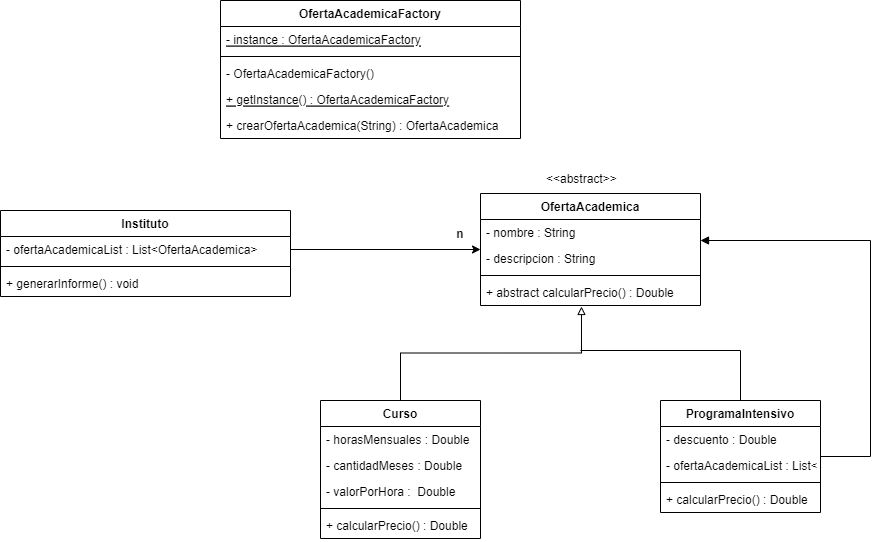 OfertaAcademicaFactory
- instance : OfertaAcademicaFactory
- OfertaAcademicaFactory()
+ getInstance() : OfertaAcademicaFactory
+ crearOfertaAcademica(String) : OfertaAcademica
<<abstract>>
OfertaAcademica
- nombre : String
- descripcion : String
+ abstract calcularPrecio() : Double
Instituto
- ofertaAcademicaList : List<OfertaAcademica>
+ generarInforme() : void
n
Curso
- horasMensuales : Double
- cantidadMeses : Double
- valorPorHora :  Double
+ calcularPrecio() : Double
ProgramaIntensivo
- descuento : Double
- ofertaAcademicaList : List<
+ calcularPrecio() : Double